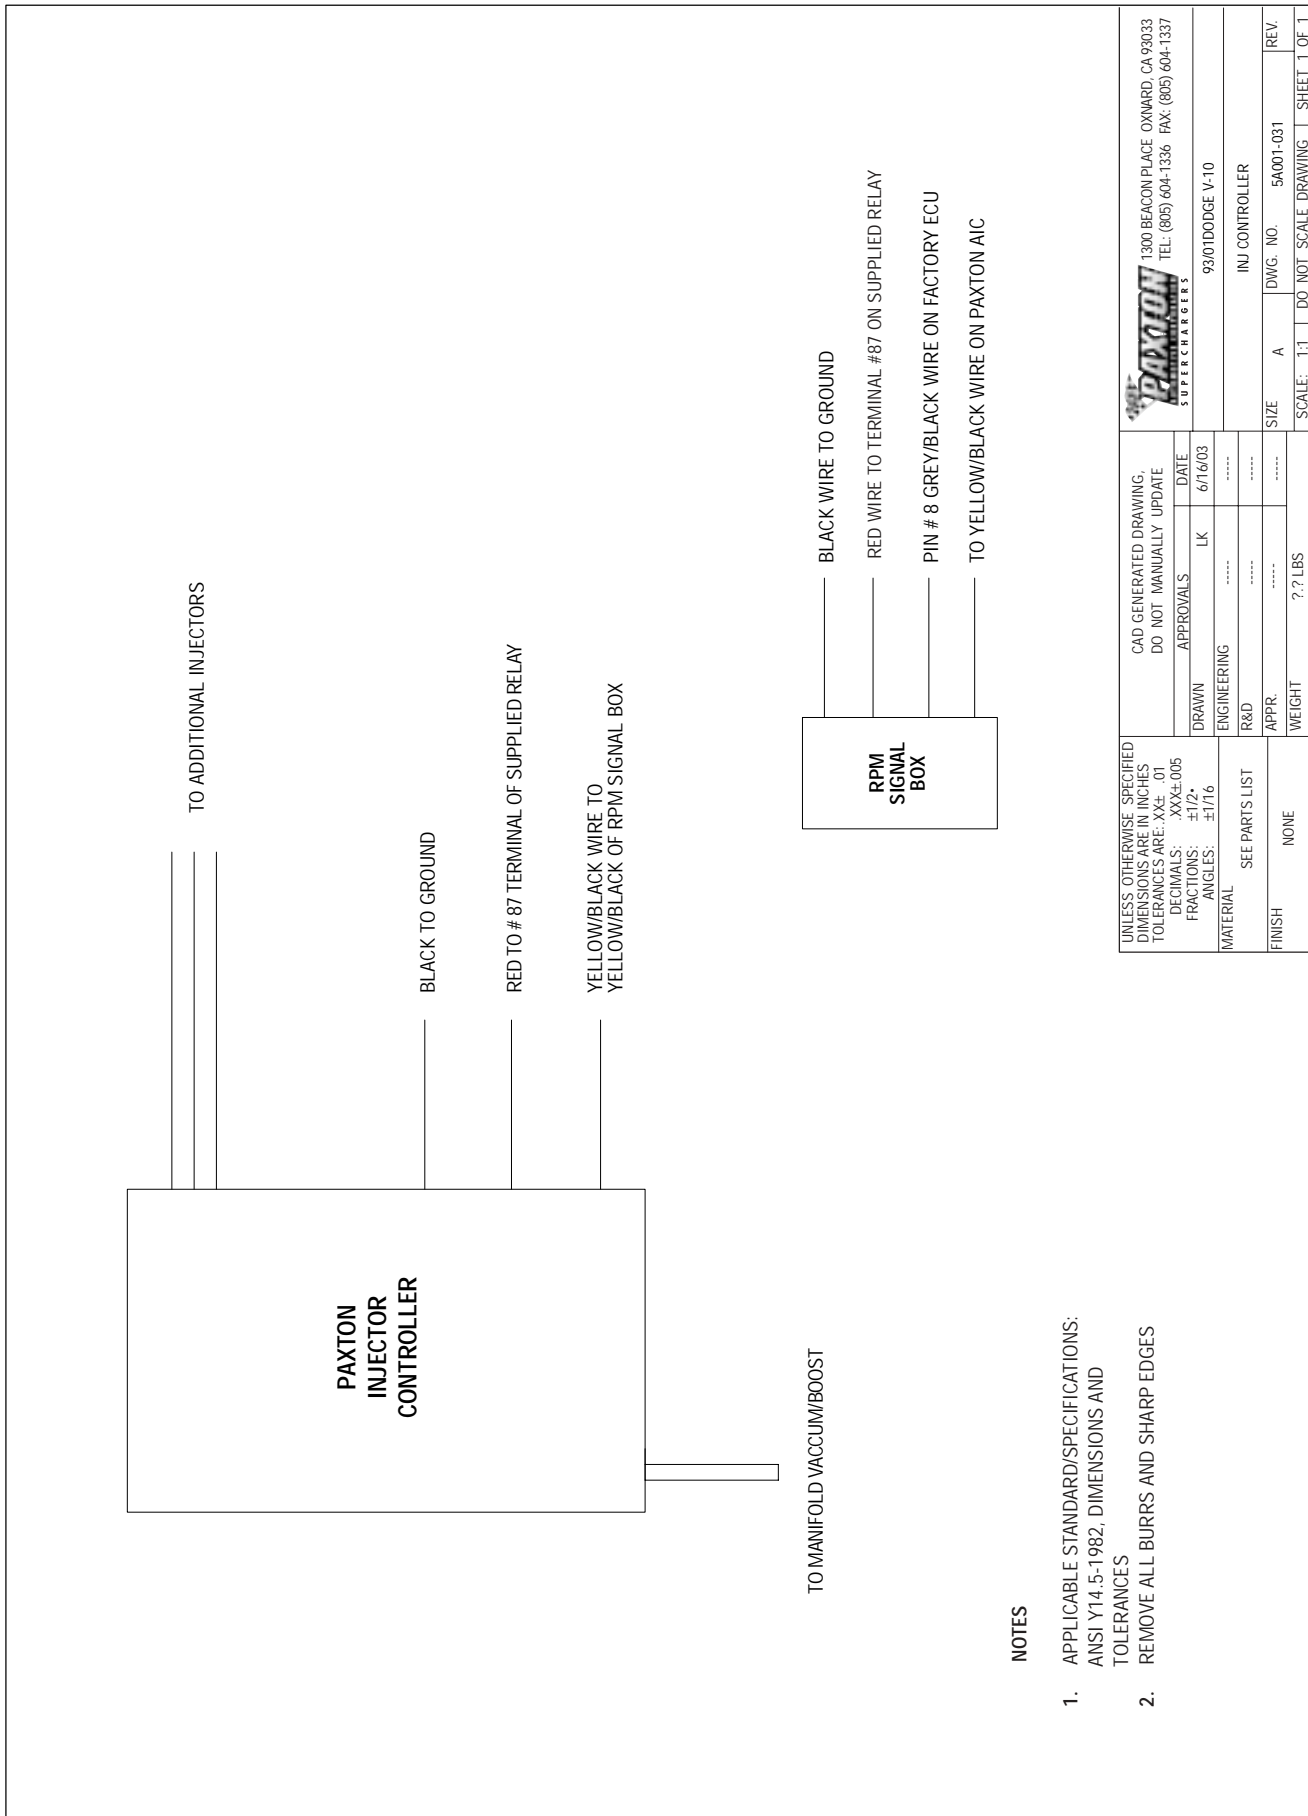 TO ADDITIONAL INJECTORS
PAXTON
INJECTOR
CONTROLLER
BLACK TO GROUND
RED TO # 87 TERMINAL OF SUPPLIED RELAY
YELLOW/BLACK WIRE TO
YELLOW/BLACK OF RPM SIGNAL BOX
TO MANIFOLD VACCUM/BOOST
RPM
SIGNAL
BOX
BLACK WIRE TO GROUND
RED WIRE TO TERMINAL #87 ON SUPPLIED RELAY
PIN # 8 GREY/BLACK WIRE ON FACTORY ECU
TO YELLOW/BLACK WIRE ON PAXTON AIC
NOTES
1. APPLICABLE STANDARD/SPECIFICATIONS:
ANSI Y14.5-1982, DIMENSIONS AND
TOLERANCES
2. REMOVE ALL BURRS AND SHARP EDGES
UNLESS OTHERWISE SPECIFIED
DIMENSIONS ARE IN INCHES
TOLERANCES ARE: .XX± .01
DECIMALS: .XXX±.005
FRACTIONS: ±1/2•
ANGLES: ±1/16
MATERIAL
SEE PARTS LIST
FINISH
NONE
CAD GENERATED DRAWING,
DO NOT MANUALLY UPDATE
APPROVALS DATE
DRAWN LK 6/16/03
ENGINEERING ----- -----
R&D ----- -----
APPR. ----- -----
WEIGHT ?.? LBS
PAXTON
SUPERCHARGERS
1300 BEACON PLACE OXNARD, CA 93033
TEL: (805) 604-1336 FAX: (805) 604-1337
93/01DODGE V-10
INJ CONTROLLER
SIZE A DWG. NO. 5A001-031 REV.
SCALE: 1:1 DO NOT SCALE DRAWING SHEET 1 OF 1